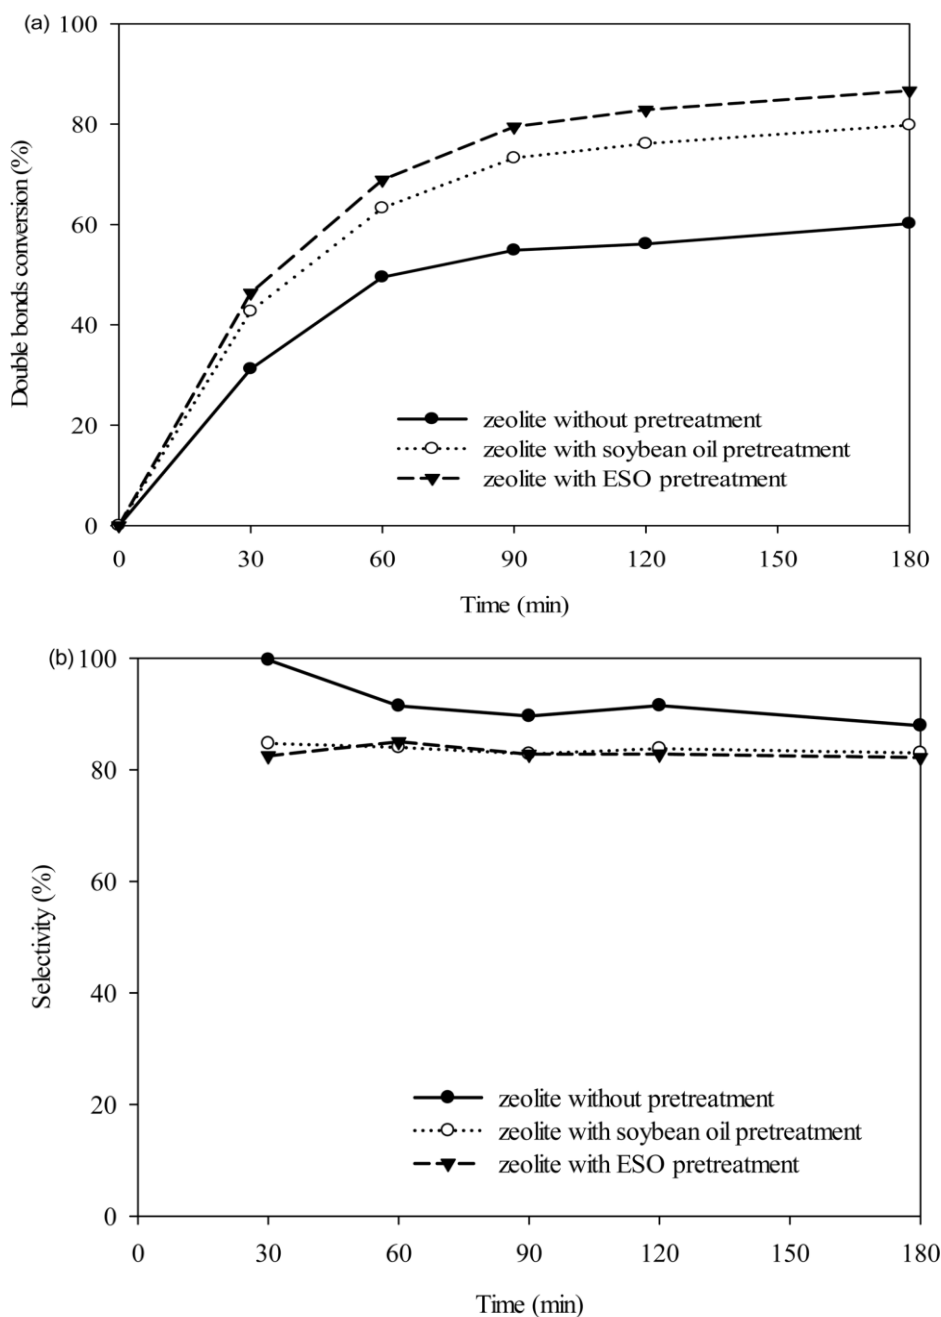 (a)
100
80
60
40
20
0
Double bonds conversion (%)
zeolite without pretreatment
zeolite with soybean oil pretreatment
zeolite with ESO pretreatment
0 30 60 90 120 150 180
Time (min)
(b)
100
80
60
40
20
0
Selectivity (%)
zeolite without pretreatment
zeolite with soybean oil pretreatment
zeolite with ESO pretreatment
0 30 60 90 120 150 180
Time (min)